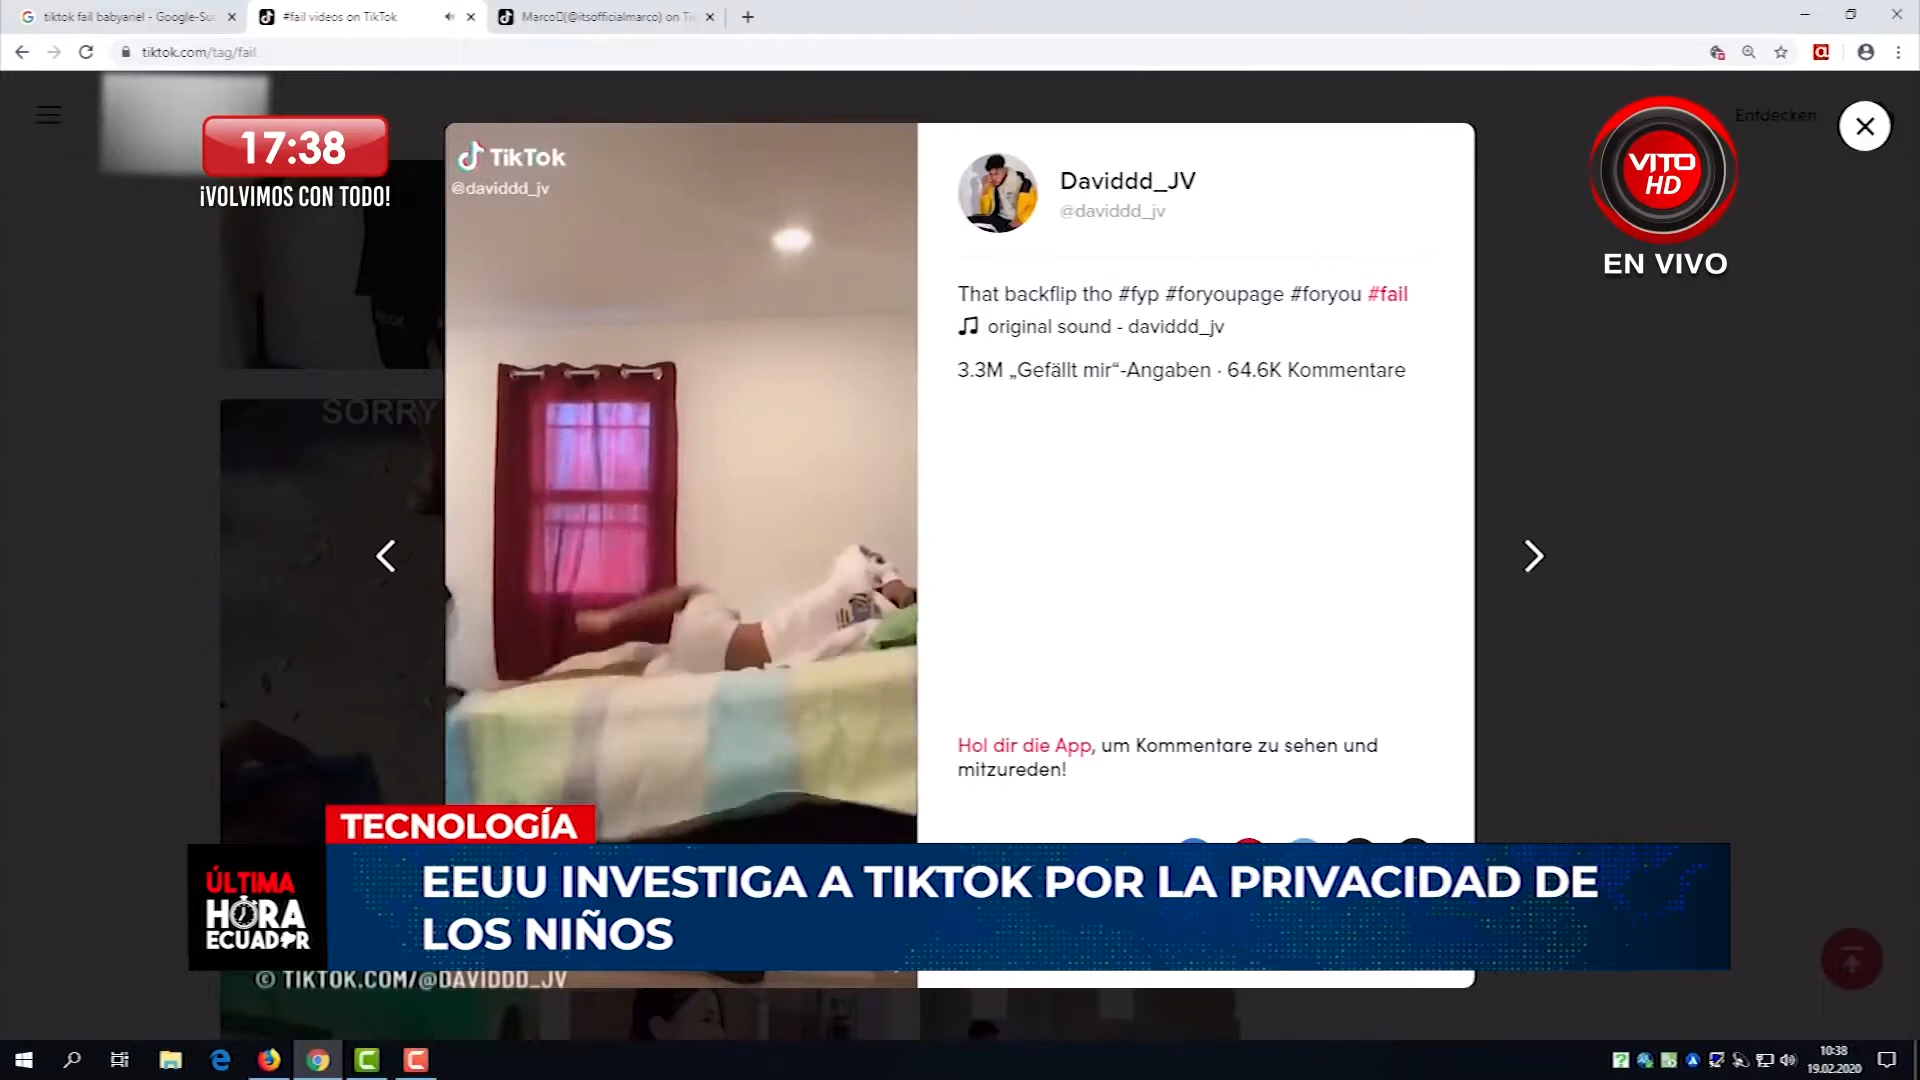 tiktok fail babyariel - Google-Su
#fail videos on TikTok
Marco (@itsofficialmarco) on Ti
tiktok.com/tag/fail
Entdecken
17:38
¡VOLVIMOS CON TODO!
VITO
HD
EN VIVO
TikTok
@daviddd_jv
Daviddd_JV
@daviddd_jv
That backflip tho #fyp #foryoupage #foryou #fail
original sound - daviddd_jv
3.3M „Gefällt mir“-Angaben · 64.6K Kommentare
SORRY
Hol dir die App, um Kommentare zu sehen und
mitzureden!
TECNOLOGÍA
EEUU INVESTIGA A TIKTOK POR LA PRIVACIDAD DE
LOS NIÑOS
ÚLTIMA
HORA
ECUADOR
© TIKTOK.COM/@DAVIDDD_JV
10:38
19.02.2020